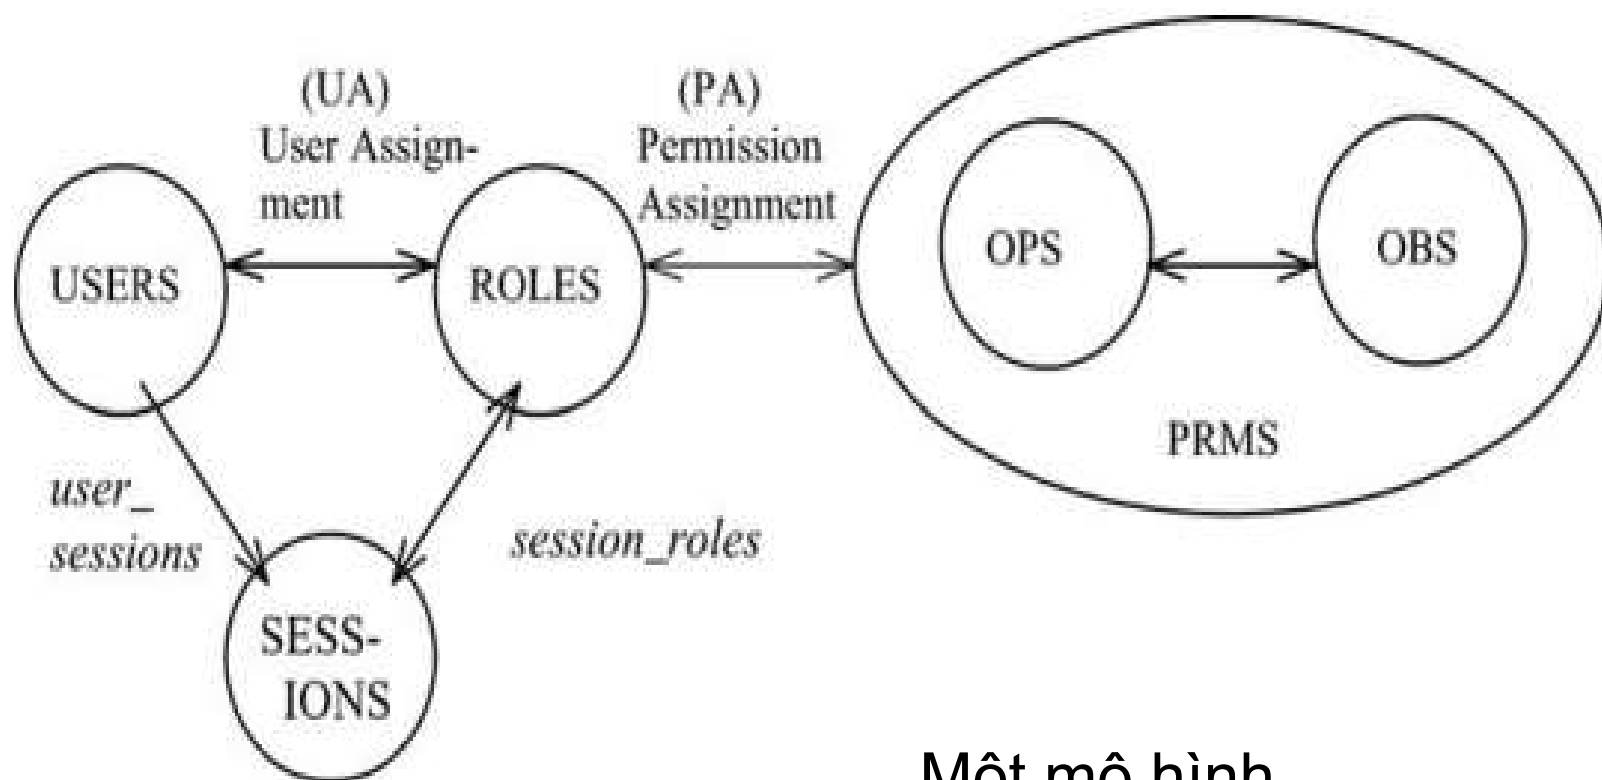 (UA)
User Assign-
ment
(PA)
Permission
Assignment
USERS
ROLES
OPS
OBS
PRMS
user_
sessions
session_roles
SESS-
IONS
Một mô hình